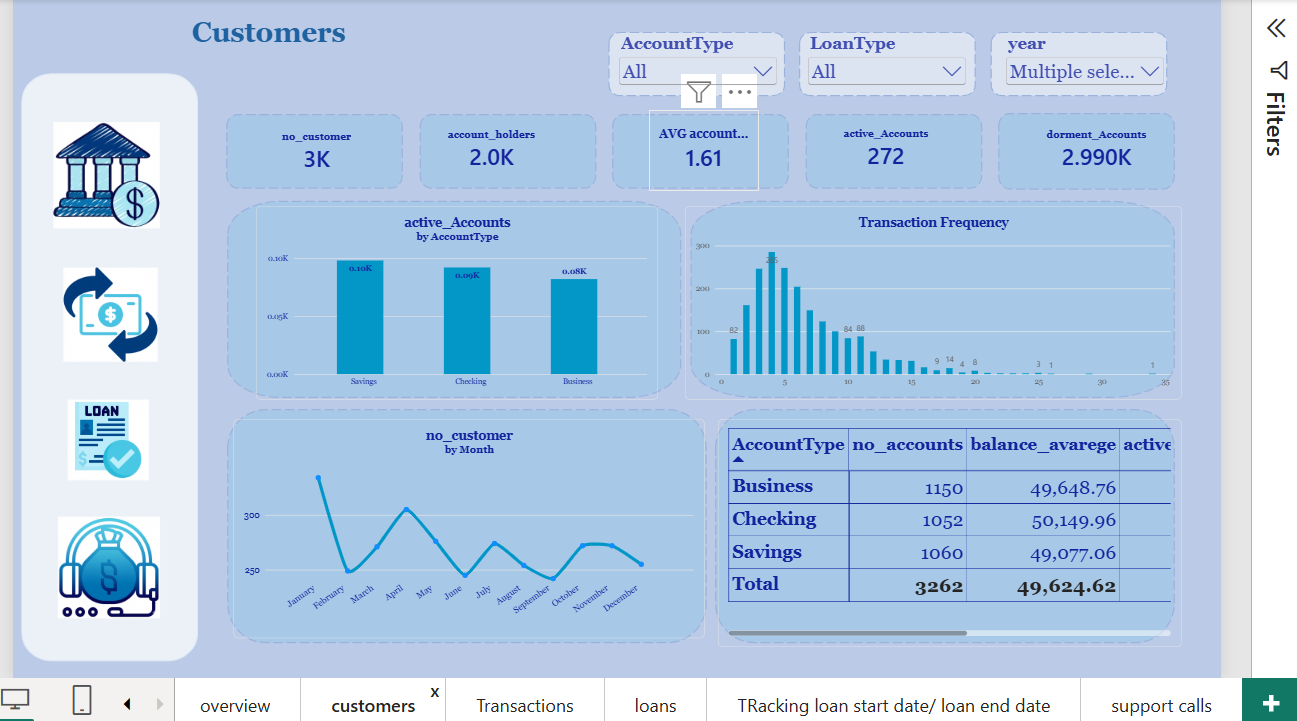 Customers
AccountType
All
LoanType
All
year
Multiple sele...
Filters
no_customer
3K
account_holders
2.0K
AVG account...
1.61
active_Accounts
272
dorment_Accounts
2.990K
active_Accounts
by AccountType
0.10K
0.05K
0.00K
0.10K
0.09K
0.08K
Savings
Checking
Business
Transaction Frequency
300
200
100
0
82
84
88
9
14
4
8
3
1
1
0
5
10
15
20
25
30
35
no_customer
by Month
300
250
January
February
March
April
May
June
July
August
September
October
November
December
AccountType no_accounts balance_avarege active
Business 1150 49,648.76
Checking 1052 50,149.96
Savings 1060 49,077.06
Total 3262 49,624.62
LOAN
$
$
$
$
overview
customers
x
Transactions
loans
TRacking loan start date/ loan end date
support calls